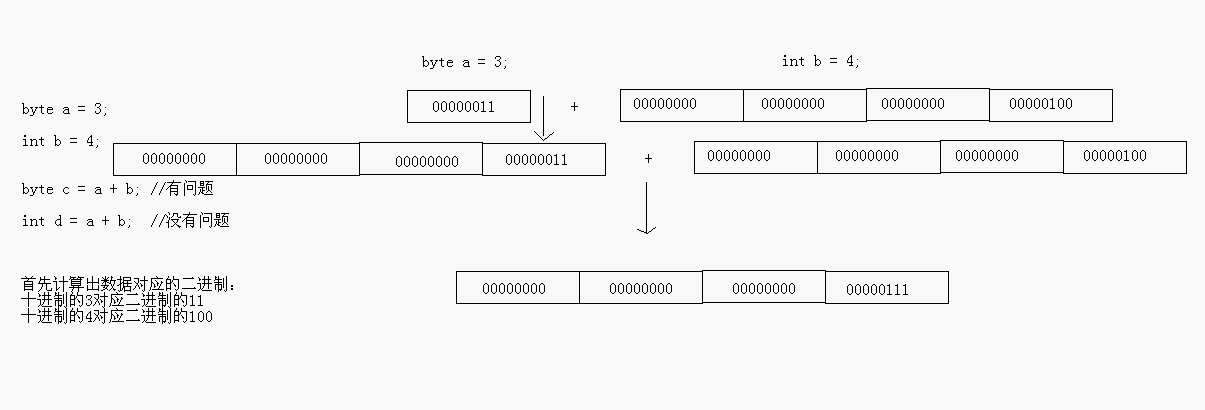 byte a = 3;
int b = 4;
byte a = 3;
00000011
+
00000000 00000000 00000000 00000100
int b = 4;
00000000 00000000 00000000 00000011
+
00000000 00000000 00000000 00000100
byte c = a + b; //有问题
int d = a + b; //没有问题
首先计算出数据对应的二进制：
十进制的3对应二进制的11
十进制的4对应二进制的100
00000000 00000000 00000000 00000111